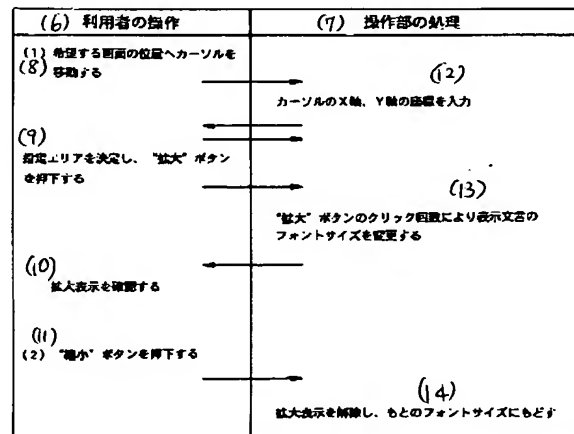 (6) 利用者の操作
(7) 操作部の処理
(1) 希望する画面の位置へカーソルを
(8) 移動する
(12)
カーソルのX軸、Y軸の座標を入力
(9)
指定エリアを決定し、“拡大”ボタン
を押下する
(13)
“拡大”ボタンのクリック回数により表示文言の
フォントサイズを変更する
(10)
拡大表示を確認する
(11)
(2) “縮小”ボタンを押下する
(14)
拡大表示を解除し、もとのフォントサイズにもどす